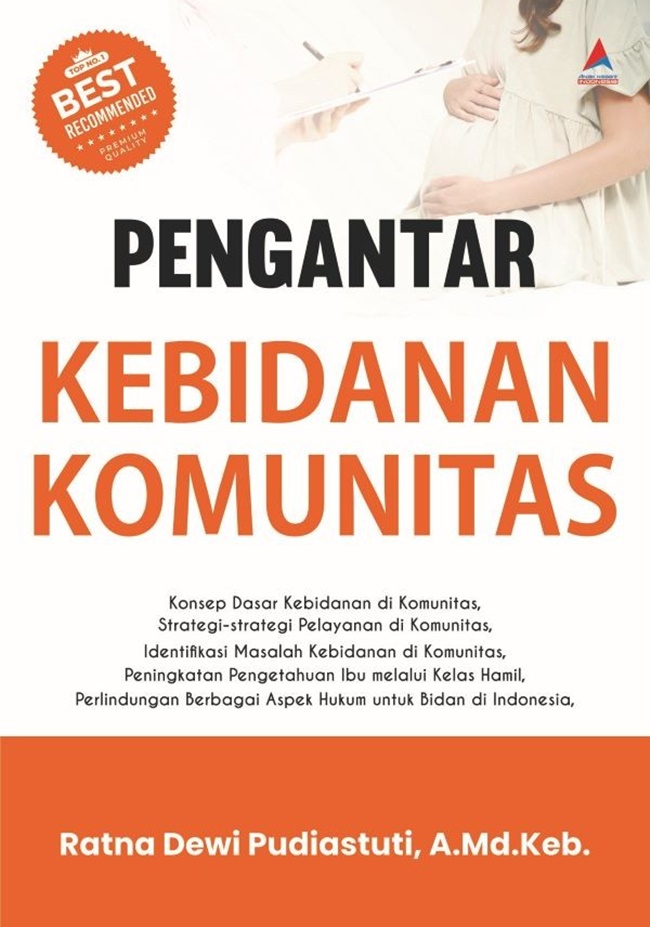 TOP NO. 1
BEST
RECOMMENDED
PREMIUM
QUALITY
INDONESIA
PENGANTAR
KEBIDANAN
KOMUNITAS
Konsep Dasar Kebidanan di Komunitas,
Strategi-strategi Pelayanan di Komunitas,
Identifikasi Masalah Kebidanan di Komunitas,
Peningkatan Pengetahuan Ibu melalui Kelas Hamil,
Perlindungan Berbagai Aspek Hukum untuk Bidan di Indonesia,
Ratna Dewi Pudiastuti, A.Md.Keb.